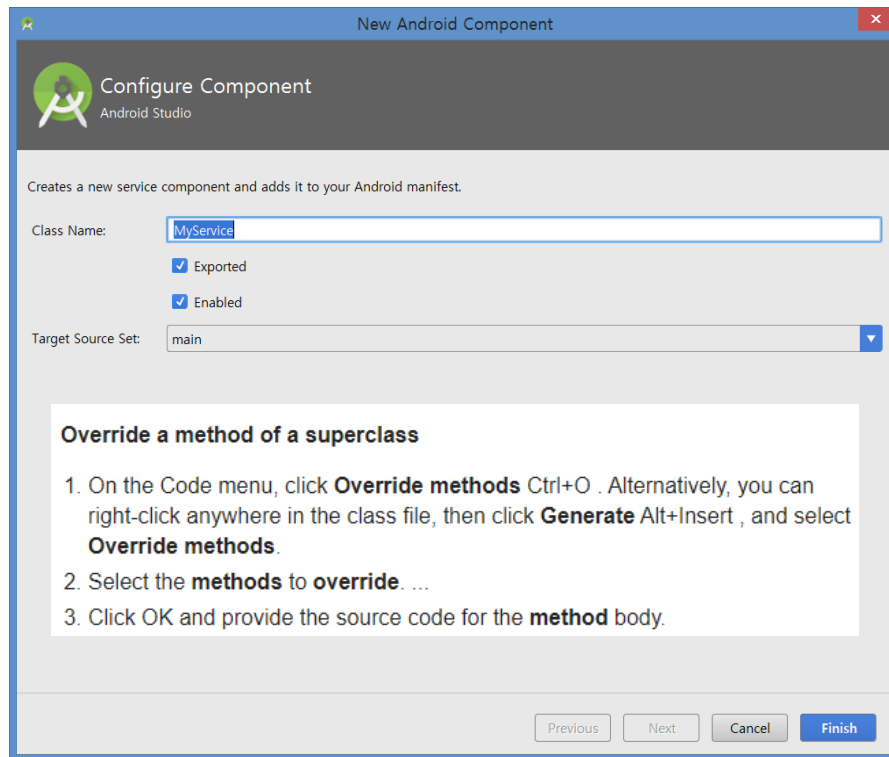 New Android Component
Configure Component
Android Studio
Creates a new service component and adds it to your Android manifest.
Class Name:
MyService
Exported
Enabled
Target Source Set:
main
Override a method of a superclass
1. On the Code menu, click Override methods Ctrl+O . Alternatively, you can
right-click anywhere in the class file, then click Generate Alt+Insert , and select
Override methods.
2. Select the methods to override. ...
3. Click OK and provide the source code for the method body.
Previous
Next
Cancel
Finish